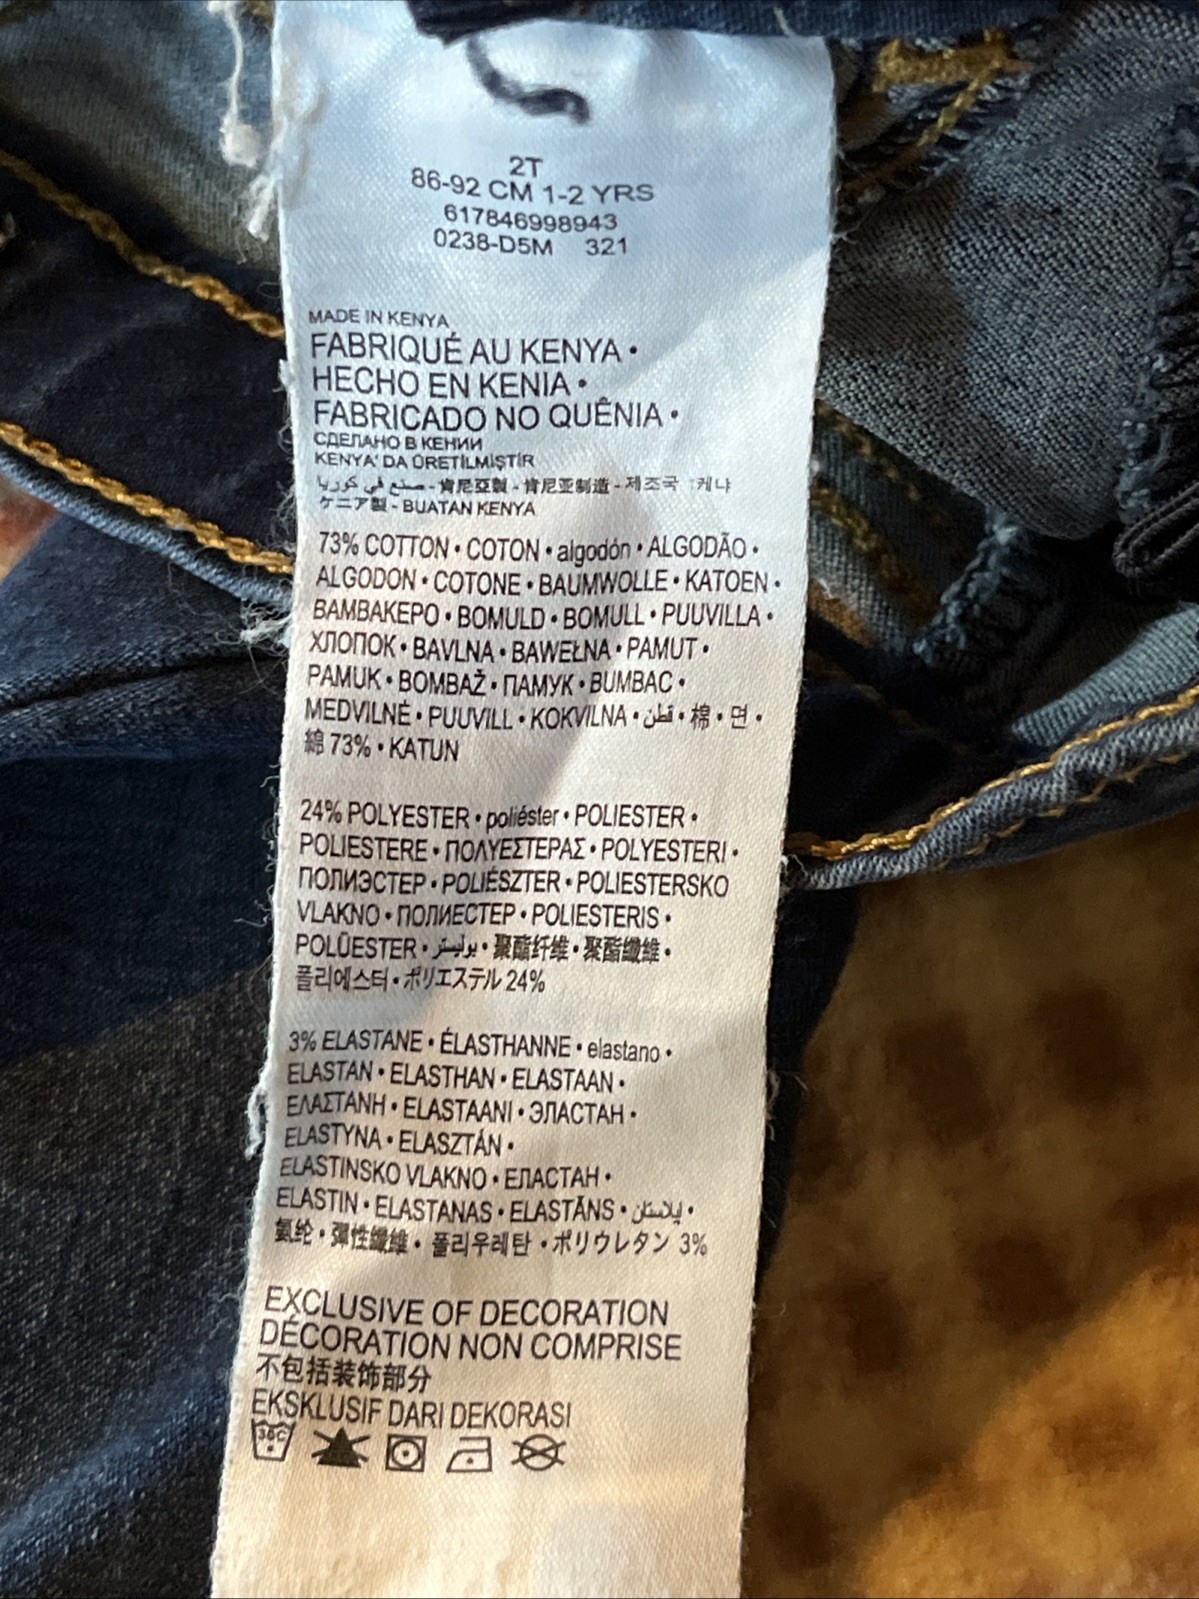 2T
86-92 CM 1-2 YRS
617846998943
0238-D5M 321
MADE IN KENYA
FABRIQUÉ AU KENYA •
HECHO EN KENIA •
FABRICADO NO QUÊNIA •
СДЕЛАНО В КЕНИИ
KENYA' DA ÜRETİLMİŞTİR
صنع في كوريا - 肯尼亞製 - 肯尼亚制造 - 제조국 : 케냐
ケニア製 - BUATAN KENYA
73% COTTON • COTON • algodón • ALGODÃO •
ALGODON • COTONE • BAUMWOLLE • KATOEN •
BAMBAKEPO • BOMULD • BOMULL • PUUVILLA •
ХЛОПОК • BAVLNA • BAWEŁNA • PAMUT •
PAMUK • BOMBAŽ • ПАМУК • BUMBAC •
MEDVILNĖ • PUUVILL • KOKVILNA • قطن • 棉 • 면 •
綿 73% • KATUN
24% POLYESTER • poliéster • POLIESTER •
POLIESTERE • ΠΟΛΥΕΣΤΕΡΑΣ • POLYESTERI •
ПОЛИЭСТЕР • POLIÉSZTER • POLIESTERSKO
VLAKNO • ПОЛИЕСТЕР • POLIESTERIS •
POLÜESTER • بوليستر • 聚酯纤维 • 聚酯纖維 •
폴리에스터 • ポリエステル 24%
3% ELASTANE • ÉLASTHANNE • elastano •
ELASTAN • ELASTHAN • ELASTAAN •
ΕΛΑΣΤΑΝΗ • ELASTAANI • ЭЛАСТАН •
ELASTYNA • ELASZTÁN •
ELASTINSKO VLAKNO • ЕЛАСТАН •
ELASTIN • ELASTANAS • ELASTĀNS • إيلاستان •
氨纶 • 彈性纖維 • 폴리우레탄 • ポリウレタン 3%
EXCLUSIVE OF DECORATION
DÉCORATION NON COMPRISE
不包括装饰部分
EKSKLUSIF DARI DEKORASI
30C